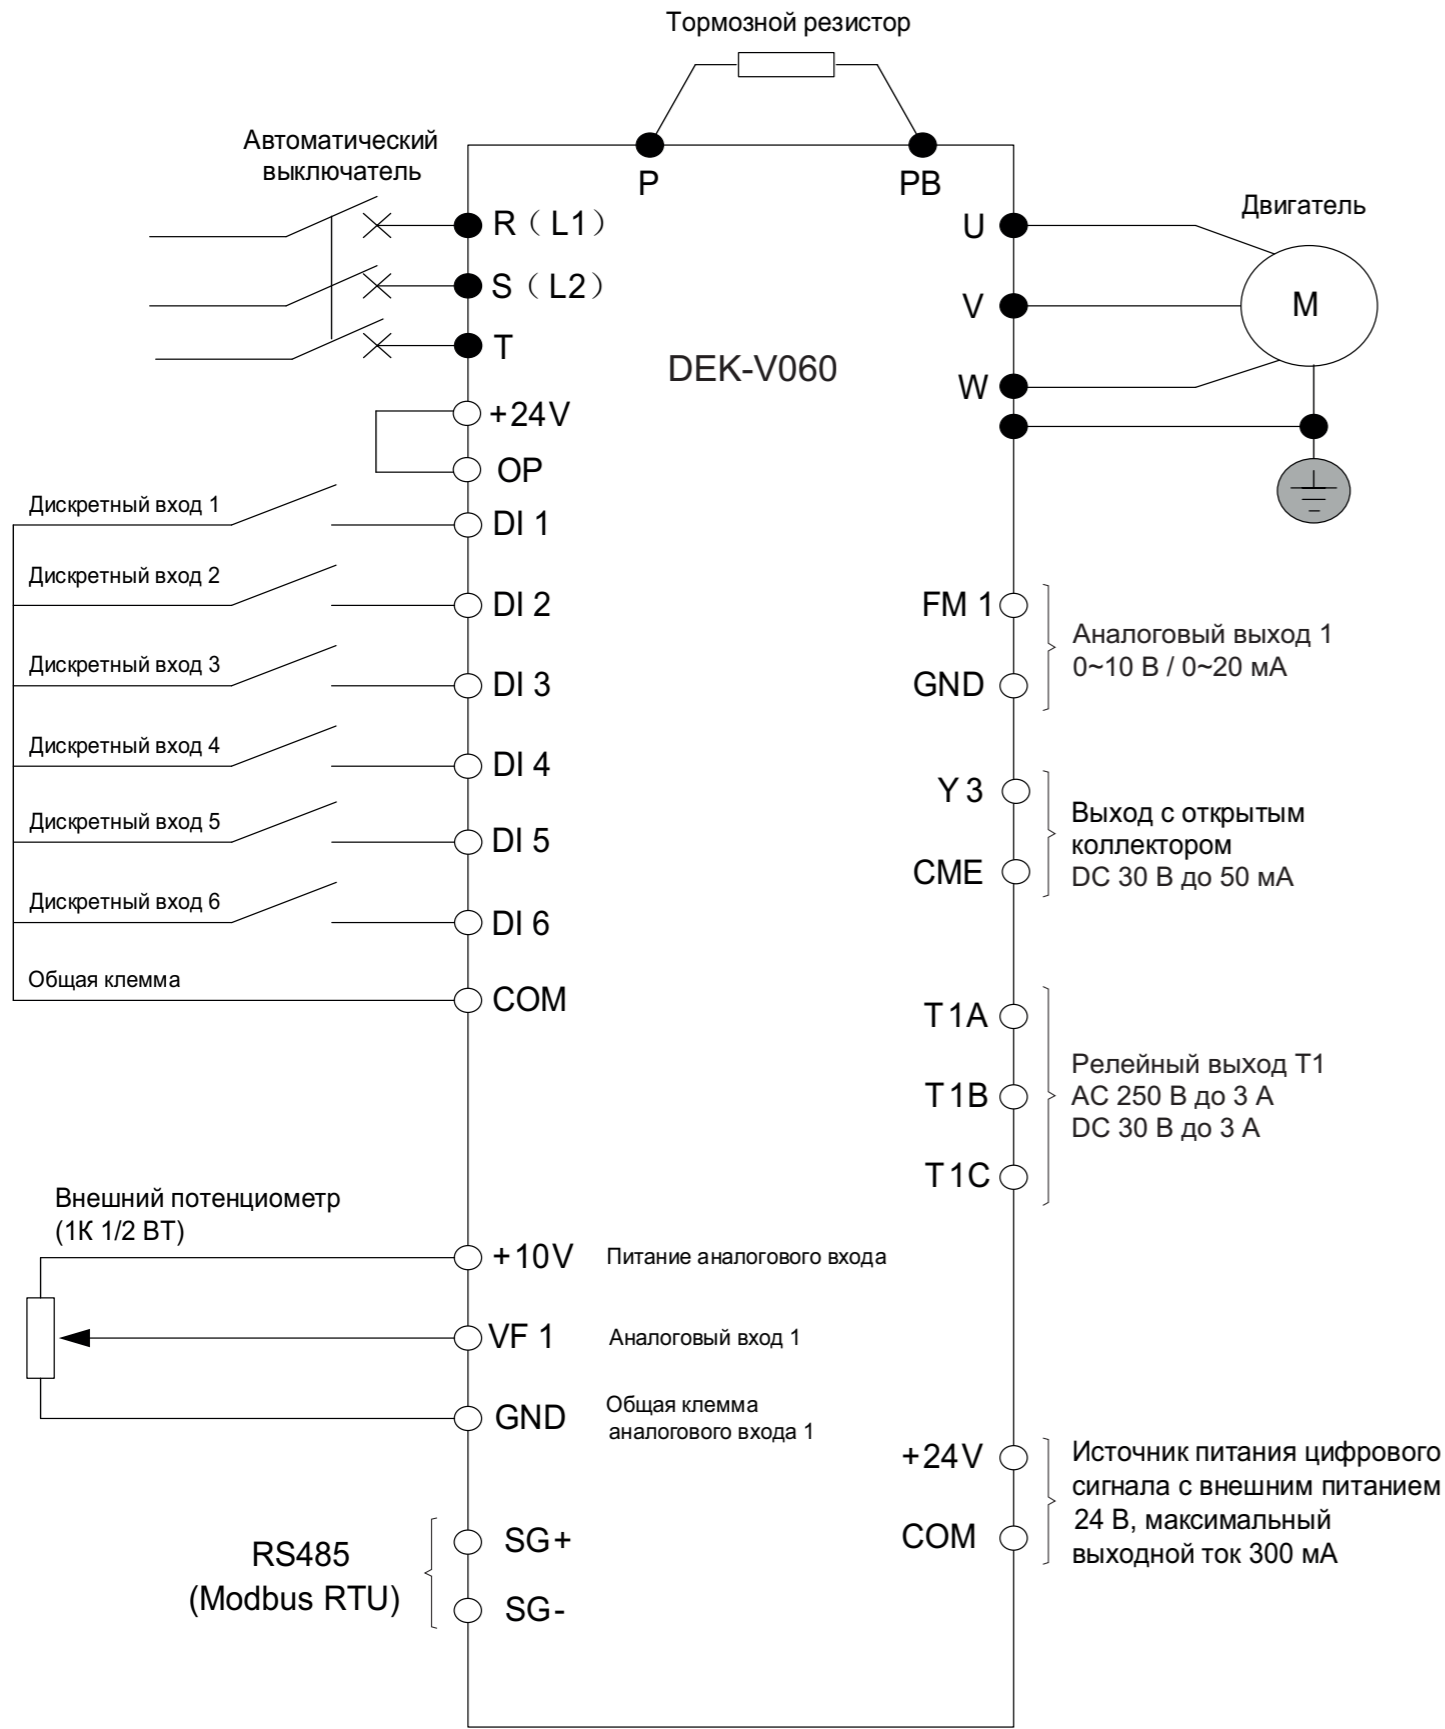 Тормозной резистор
Автоматический
выключатель
P
PB
R (L1)
S (L2)
T
U
V
W
Двигатель
M
DEK-V060
+24V
OP
Дискретный вход 1
DI 1
Дискретный вход 2
DI 2
Дискретный вход 3
DI 3
Дискретный вход 4
DI 4
Дискретный вход 5
DI 5
Дискретный вход 6
DI 6
Общая клемма
COM
FM 1
GND
Аналоговый выход 1
0~10 В / 0~20 мА
Y 3
CME
Выход с открытым
коллектором
DC 30 В до 50 мА
T1A
T1B
T1C
Релейный выход T1
AC 250 В до 3 А
DC 30 В до 3 А
Внешний потенциометр
(1К 1/2 ВТ)
+10V
Питание аналогового входа
VF 1
Аналоговый вход 1
GND
Общая клемма
аналогового входа 1
RS485
(Modbus RTU)
SG+
SG-
+24V
COM
Источник питания цифрового
сигнала с внешним питанием
24 В, максимальный
выходной ток 300 мА